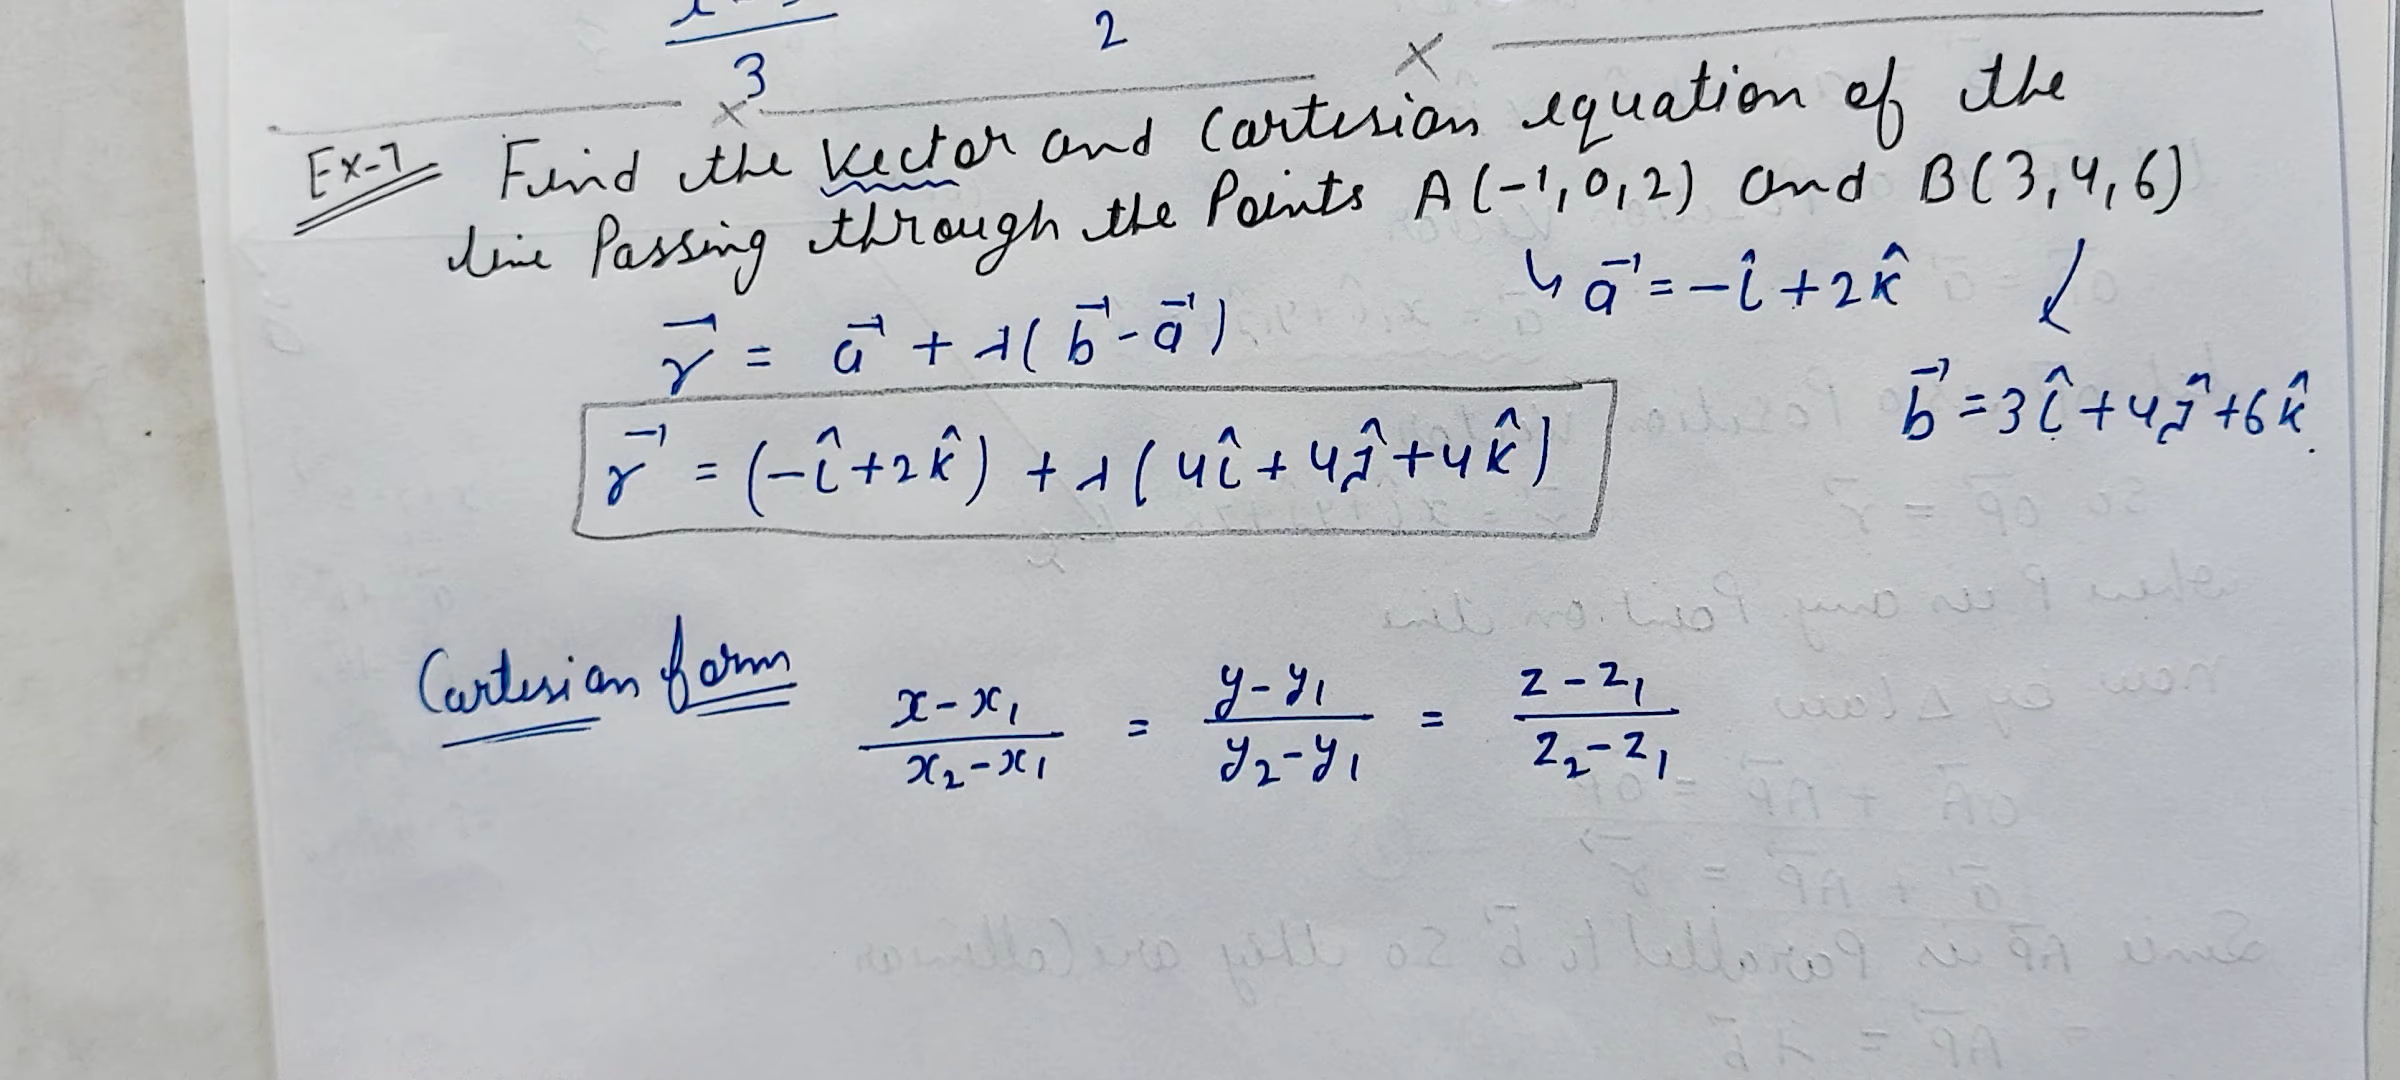 3 2
Ex-7 Find the Vector and Cartesian equation of the
line Passing through the Points A(-1,0,2) and B(3,4,6)
↳ a⃗ = -î+2k̂
r⃗ = a⃗ + λ(b⃗-a⃗)
b⃗ = 3î+4ĵ+6k̂.
r⃗ = (-î+2k̂) + λ(4î+4ĵ+4k̂)
Cartesian form (x-x₁)/(x₂-x₁) = (y-y₁)/(y₂-y₁) = (z-z₁)/(z₂-z₁)